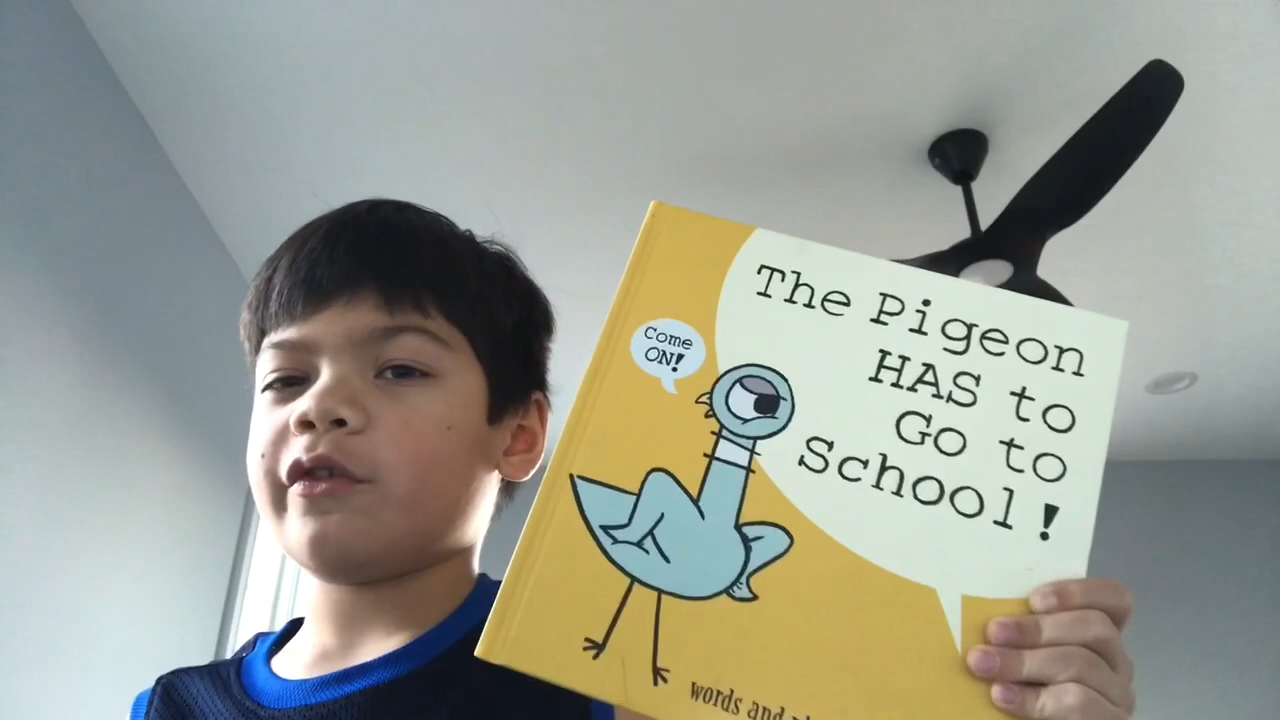 The Pigeon
HAS to
Go to
School!
Come
ON!
words and